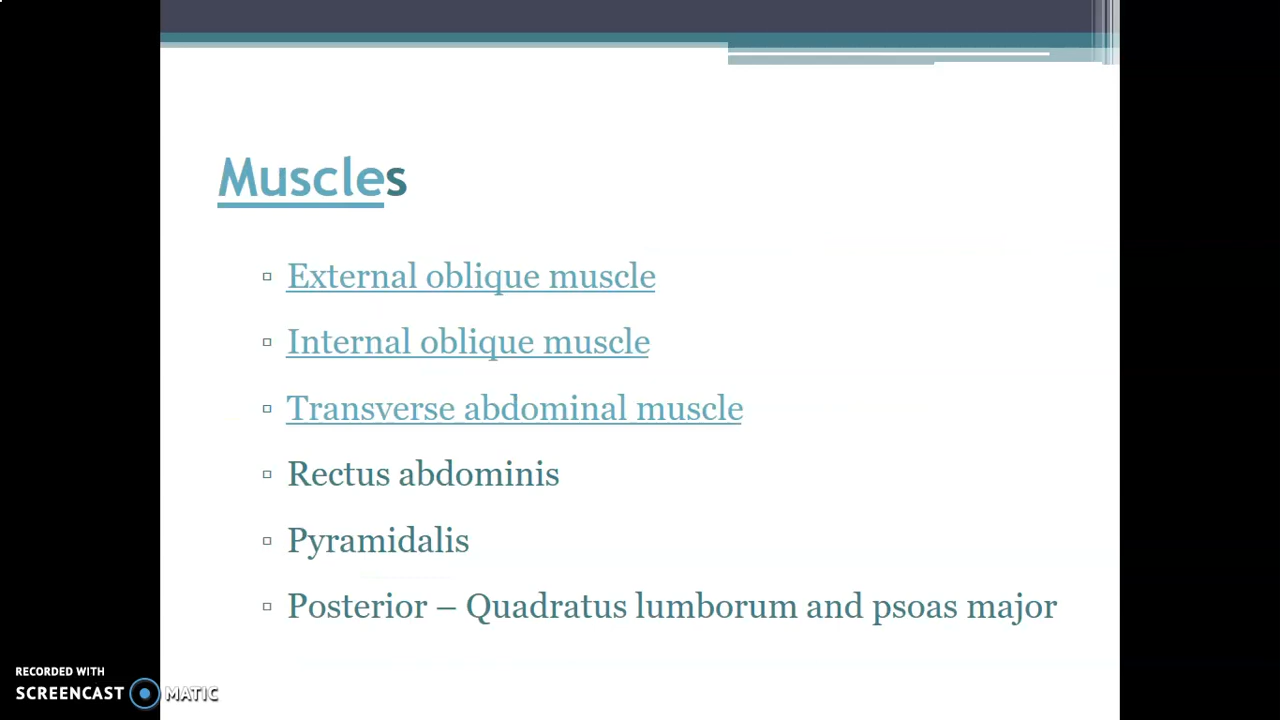 Muscles
External oblique muscle
Internal oblique muscle
Transverse abdominal muscle
Rectus abdominis
Pyramidalis
Posterior – Quadratus lumborum and psoas major
RECORDED WITH
SCREENCAST MATIC